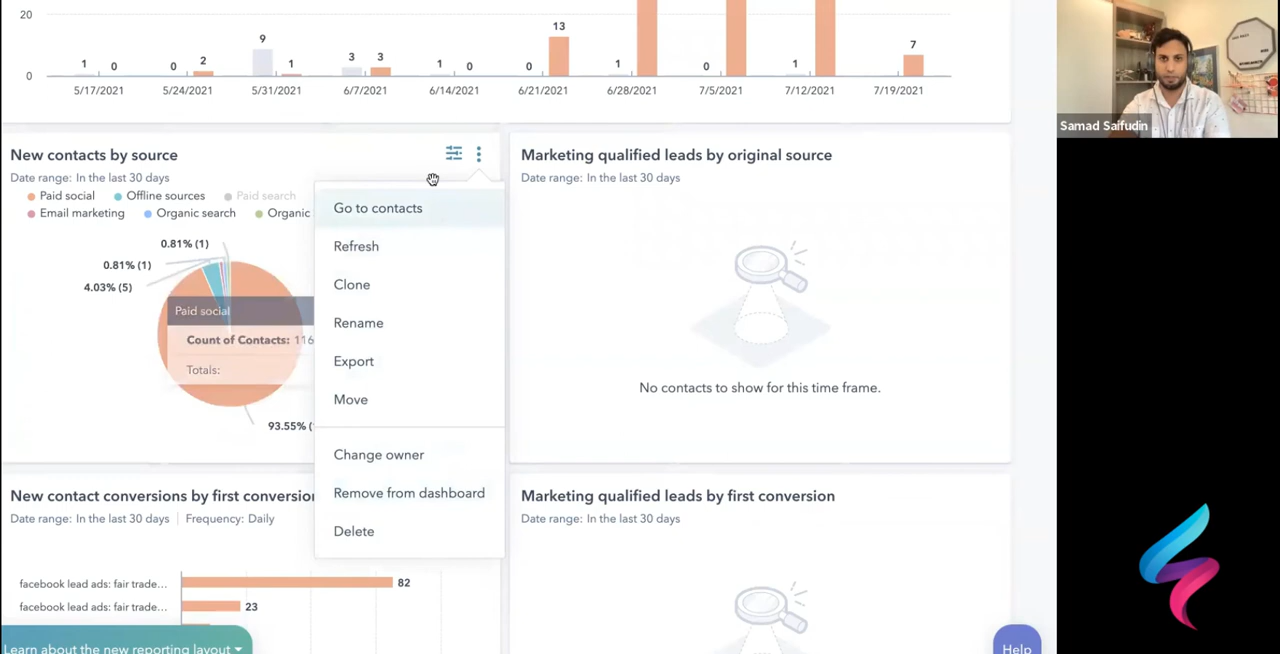 20
1 0 0 2 9 1 3 3 1 0 0 13 1 0 1 7
0
5/17/2021 5/24/2021 5/31/2021 6/7/2021 6/14/2021 6/21/2021 6/28/2021 7/5/2021 7/12/2021 7/19/2021
Samad Saifudin
New contacts by source
Date range: In the last 30 days
Paid social Offline sources Paid search
Email marketing Organic search Organic
0.81% (1)
0.81% (1)
4.03% (5)
Paid social
Count of Contacts: 116
Totals:
93.55% (
Go to contacts
Refresh
Clone
Rename
Export
Move
Change owner
Remove from dashboard
Delete
Marketing qualified leads by original source
Date range: In the last 30 days
No contacts to show for this time frame.
New contact conversions by first conversion
Date range: In the last 30 days Frequency: Daily
facebook lead ads: fair trade... 82
facebook lead ads: fair trade... 23
Marketing qualified leads by first conversion
Date range: In the last 30 days
Learn about the new reporting layout
Help